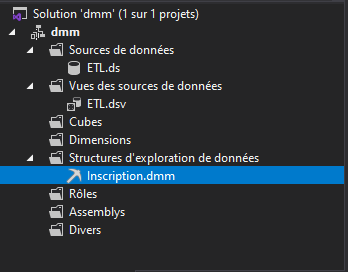 Solution 'dmm' (1 sur 1 projets)
dmm
Sources de données
ETL.ds
Vues des sources de données
ETL.dsv
Cubes
Dimensions
Structures d'exploration de données
Inscription.dmm
Rôles
Assemblys
Divers